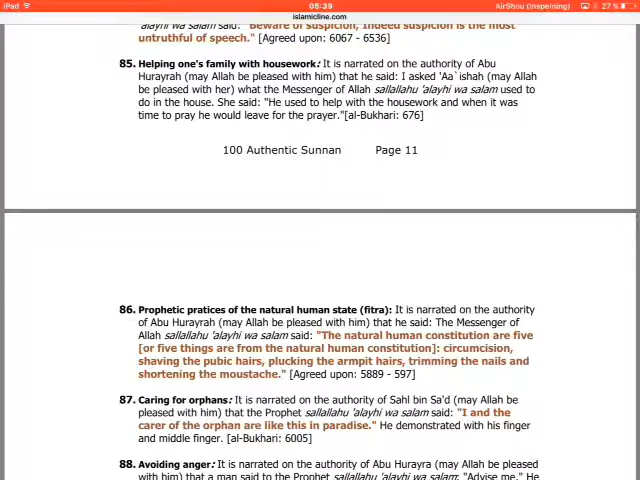 iPad
05:39
AirShou (Inspelning)
27 %
islamicline.com
'alayhi wa salam said: "Beware of suspicion, Indeed suspicion is the most
untruthful of speech." [Agreed upon: 6067 - 6536]
85. Helping one's family with housework: It is narrated on the authority of Abu
Hurayrah (may Allah be pleased with him) that he said: I asked 'Aa`ishah (may Allah
be pleased with her) what the Messenger of Allah sallallahu 'alayhi wa salam used to
do in the house. She said: "He used to help with the housework and when it was
time to pray he would leave for the prayer."[al-Bukhari: 676]
100 Authentic Sunnan Page 11
86. Prophetic pratices of the natural human state (fitra): It is narrated on the authority
of Abu Hurayrah (may Allah be pleased with him) that he said: The Messenger of
Allah sallallahu 'alayhi wa salam said: "The natural human constitution are five
[or five things are from the natural human constitution]: circumcision,
shaving the pubic hairs, plucking the armpit hairs, trimming the nails and
shortening the moustache." [Agreed upon: 5889 - 597]
87. Caring for orphans: It is narrated on the authority of Sahl bin Sa'd (may Allah be
pleased with him) that the Prophet sallallahu 'alayhi wa salam said: "I and the
carer of the orphan are like this in paradise." He demonstrated with his finger
and middle finger. [al-Bukhari: 6005]
88. Avoiding anger: It is narrated on the authority of Abu Hurayra (may Allah be
pleased with him) that a man said to the Prophet sallallahu 'alayhi wa salam: "Advise me." He